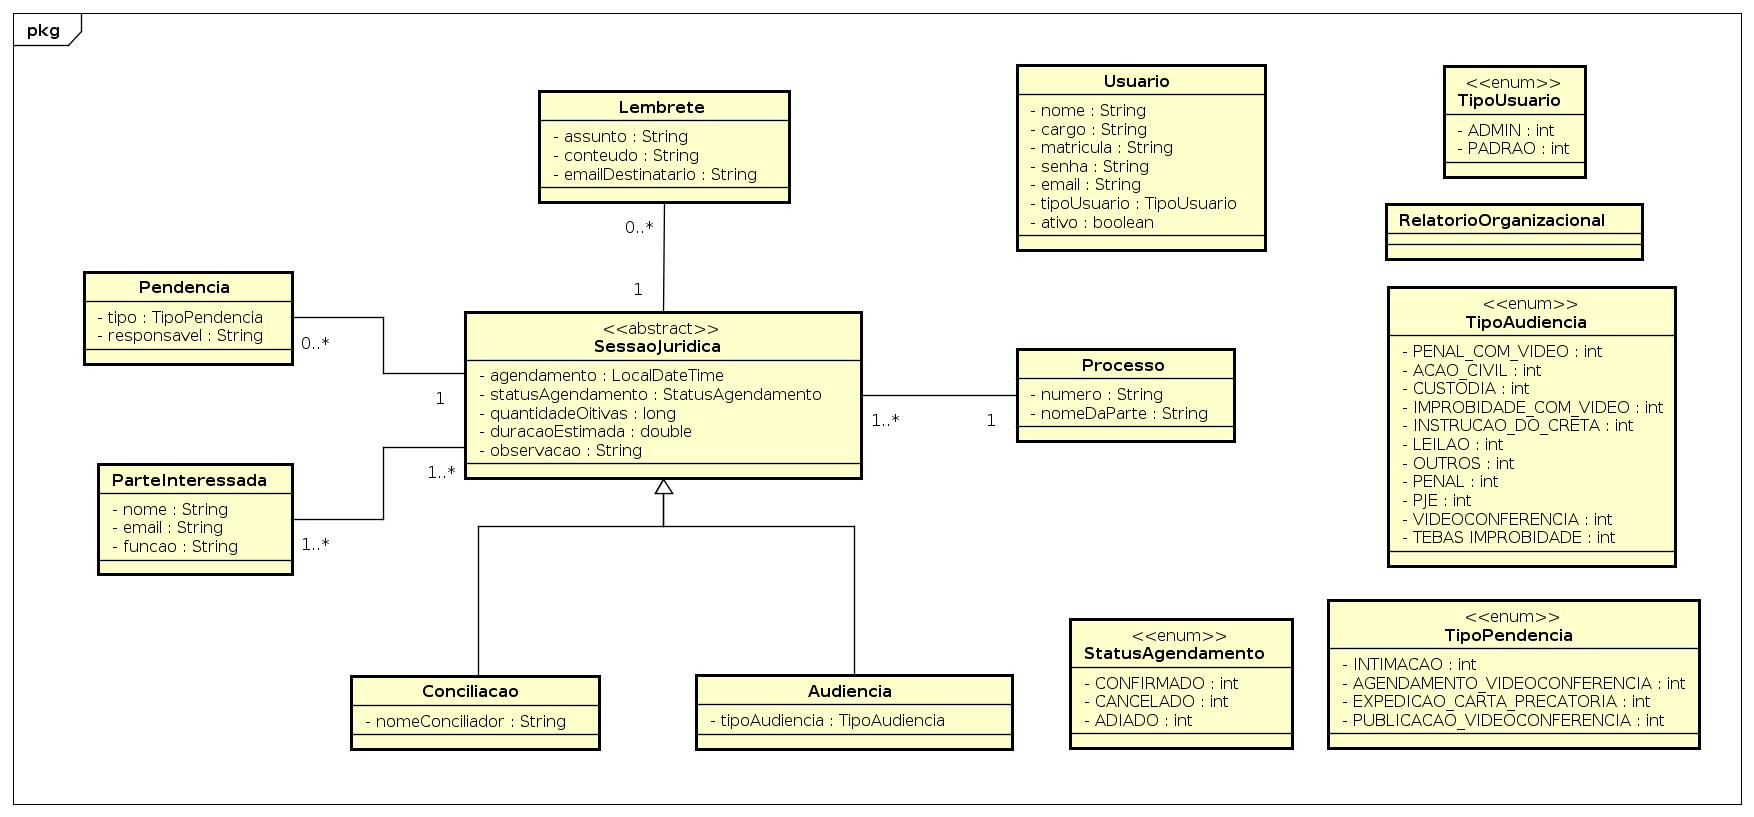 pkg
Lembrete
- assunto : String
- conteudo : String
- emailDestinatario : String
0..*
1
Usuario
- nome : String
- cargo : String
- matricula : String
- senha : String
- email : String
- tipoUsuario : TipoUsuario
- ativo : boolean
<<enum>>
TipoUsuario
- ADMIN : int
- PADRAO : int
RelatorioOrganizacional
Pendencia
- tipo : TipoPendencia
- responsavel : String
0..*
1
<<abstract>>
SessaoJuridica
- agendamento : LocalDateTime
- statusAgendamento : StatusAgendamento
- quantidadeOitivas : long
- duracaoEstimada : double
- observacao : String
1..*
1
Processo
- numero : String
- nomeDaParte : String
<<enum>>
TipoAudiencia
- PENAL_COM_VIDEO : int
- ACAO_CIVIL : int
- CUSTODIA : int
- IMPROBIDADE_COM_VIDEO : int
- INSTRUCAO_DO_CRETA : int
- LEILAO : int
- OUTROS : int
- PENAL : int
- PJE : int
- VIDEOCONFERENCIA : int
- TEBAS IMPROBIDADE : int
ParteInteressada
- nome : String
- email : String
- funcao : String
1..*
1..*
Conciliacao
- nomeConciliador : String
Audiencia
- tipoAudiencia : TipoAudiencia
<<enum>>
StatusAgendamento
- CONFIRMADO : int
- CANCELADO : int
- ADIADO : int
<<enum>>
TipoPendencia
- INTIMACAO : int
- AGENDAMENTO_VIDEOCONFERENCIA : int
- EXPEDICAO_CARTA_PRECATORIA : int
- PUBLICACAO_VIDEOCONFERENCIA : int